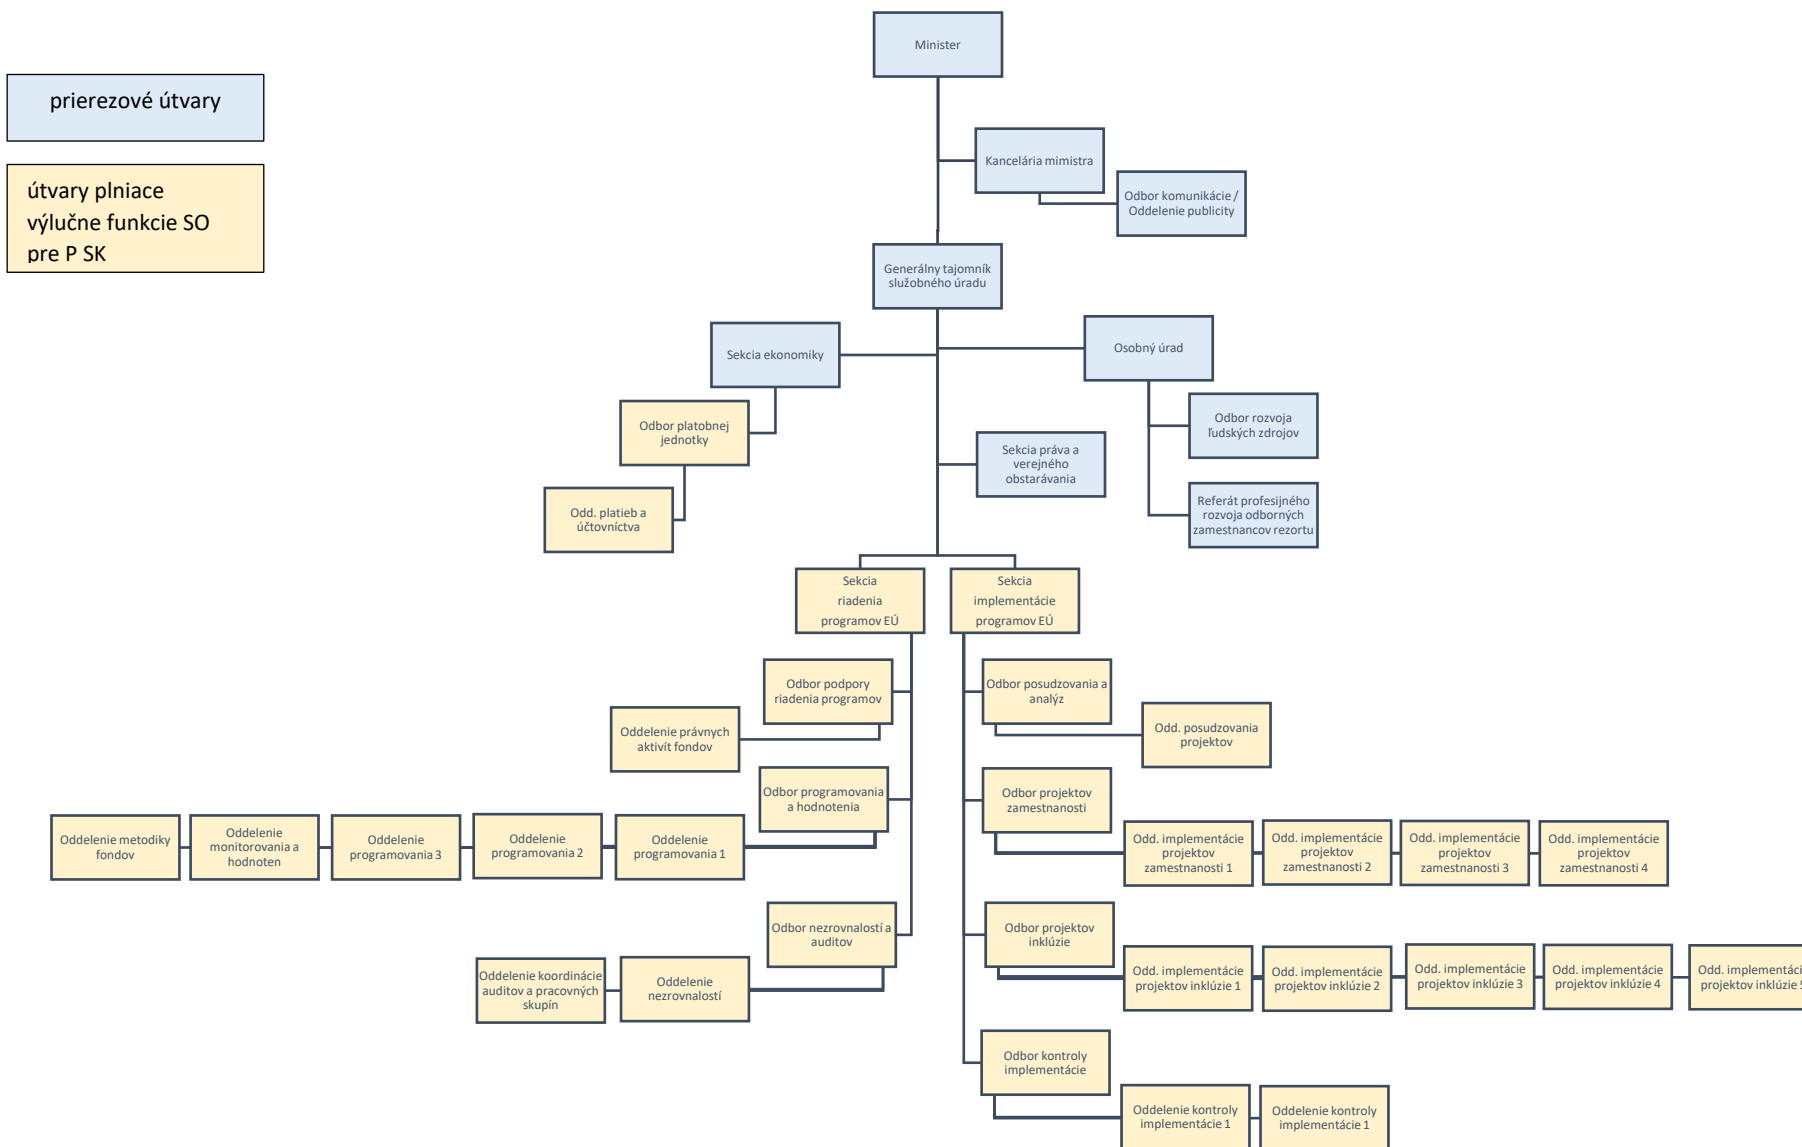 Minister
prierezové útvary
útvary plniace
výlučne funkcie SO
pre P SK
Kancelária mimistra
Odbor komunikácie /
Oddelenie publicity
Generálny tajomník
služobného úradu
Sekcia ekonomiky
Osobný úrad
Odbor platobnej
jednotky
Odbor rozvoja
ľudských zdrojov
Sekcia práva a
verejného
obstarávania
Odd. platieb a
účtovníctva
Referát profesijného
rozvoja odborných
zamestnancov rezortu
Sekcia
riadenia
programov EÚ
Sekcia
implementácie
programov EÚ
Odbor podpory
riadenia programov
Odbor posudzovania a
analýz
Oddelenie právnych
aktivít fondov
Odd. posudzovania
projektov
Odbor programovania
a hodnotenia
Odbor projektov
zamestnanosti
Oddelenie metodiky
fondov
Oddelenie
monitorovania a
hodnoten
Oddelenie
programovania 3
Oddelenie
programovania 2
Oddelenie
programovania 1
Odd. implementácie
projektov
zamestnanosti 1
Odd. implementácie
projektov
zamestnanosti 2
Odd. implementácie
projektov
zamestnanosti 3
Odd. implementácie
projektov
zamestnanosti 4
Odbor nezrovnalostí a
auditov
Odbor projektov
inklúzie
Oddelenie koordinácie
auditov a pracovných
skupín
Oddelenie
nezrovnalostí
Odd. implementácie
projektov inklúzie 1
Odd. implementácie
projektov inklúzie 2
Odd. implementácie
projektov inklúzie 3
Odd. implementácie
projektov inklúzie 4
Odd. implementáci
projektov inklúzie 5
Odbor kontroly
implementácie
Oddelenie kontroly
implementácie 1
Oddelenie kontroly
implementácie 1